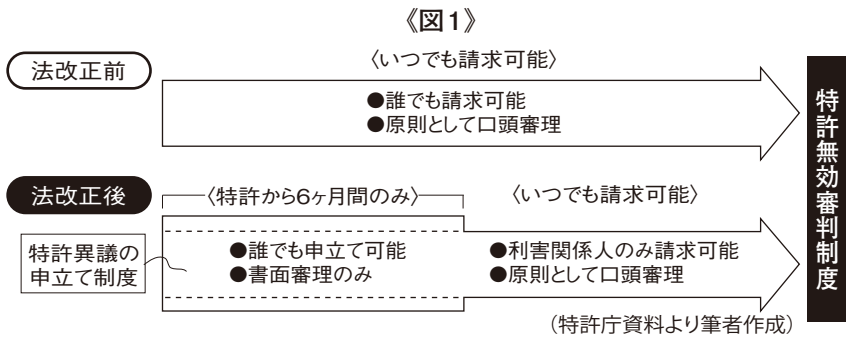 《図1》
法改正前
〈いつでも請求可能〉
●誰でも請求可能
●原則として口頭審理
特許無効審判制度
法改正後
〈特許から6ヶ月間のみ〉
〈いつでも請求可能〉
特許異議の
申立て制度
●誰でも申立て可能
●書面審理のみ
●利害関係人のみ請求可能
●原則として口頭審理
（特許庁資料より筆者作成）